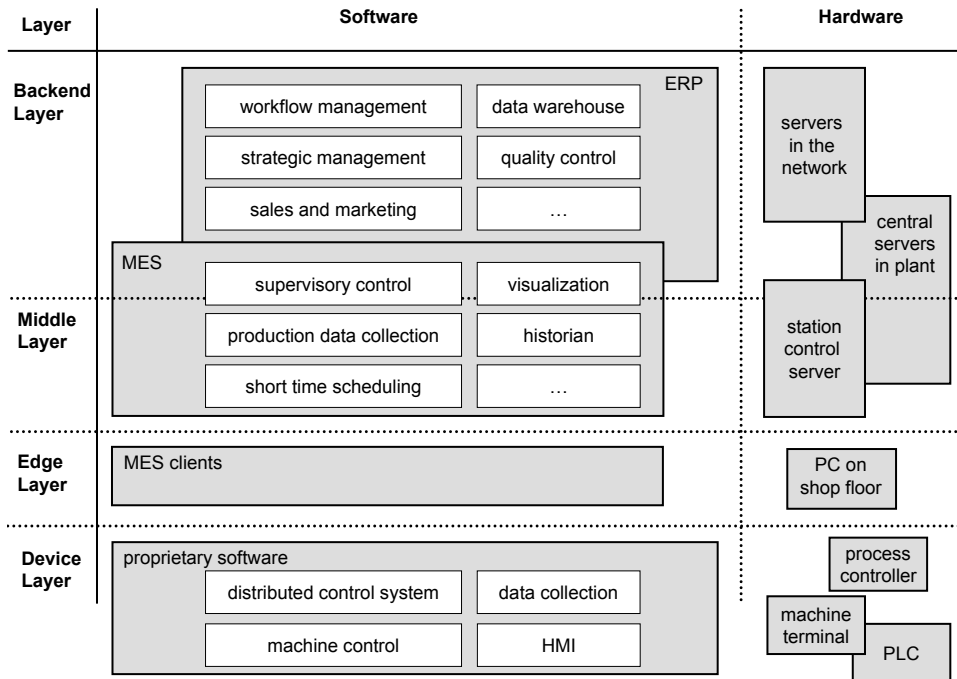 Layer
Software
Hardware
Backend
Layer
ERP
workflow management
data warehouse
strategic management
quality control
sales and marketing
…
servers
in the
network
central
servers
in plant
MES
supervisory control
visualization
Middle
Layer
production data collection
historian
short time scheduling
…
station
control
server
Edge
Layer
MES clients
PC on
shop floor
Device
Layer
proprietary software
distributed control system
data collection
machine control
HMI
process
controller
machine
terminal
PLC